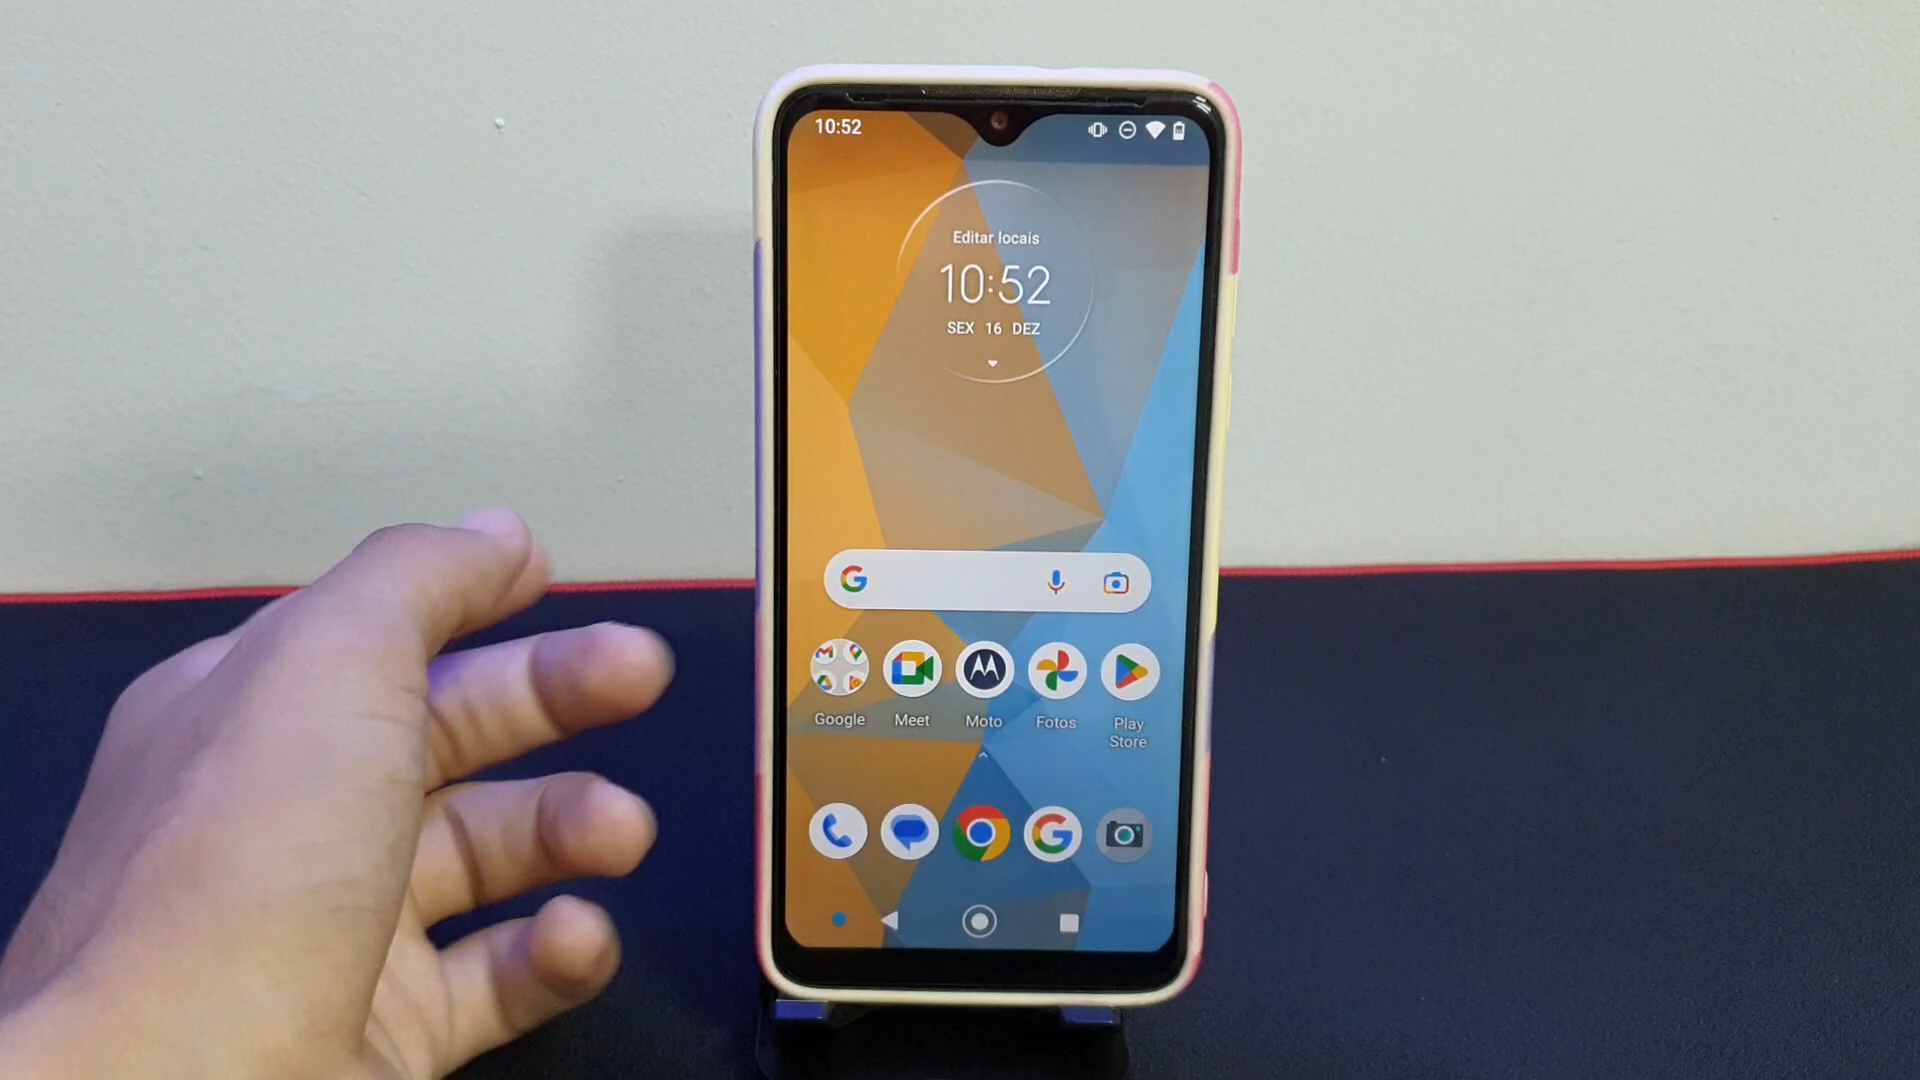 10:52
Editar locais
10:52
SEX 16 DEZ
Google
Meet
Moto
Fotos
Play
Store